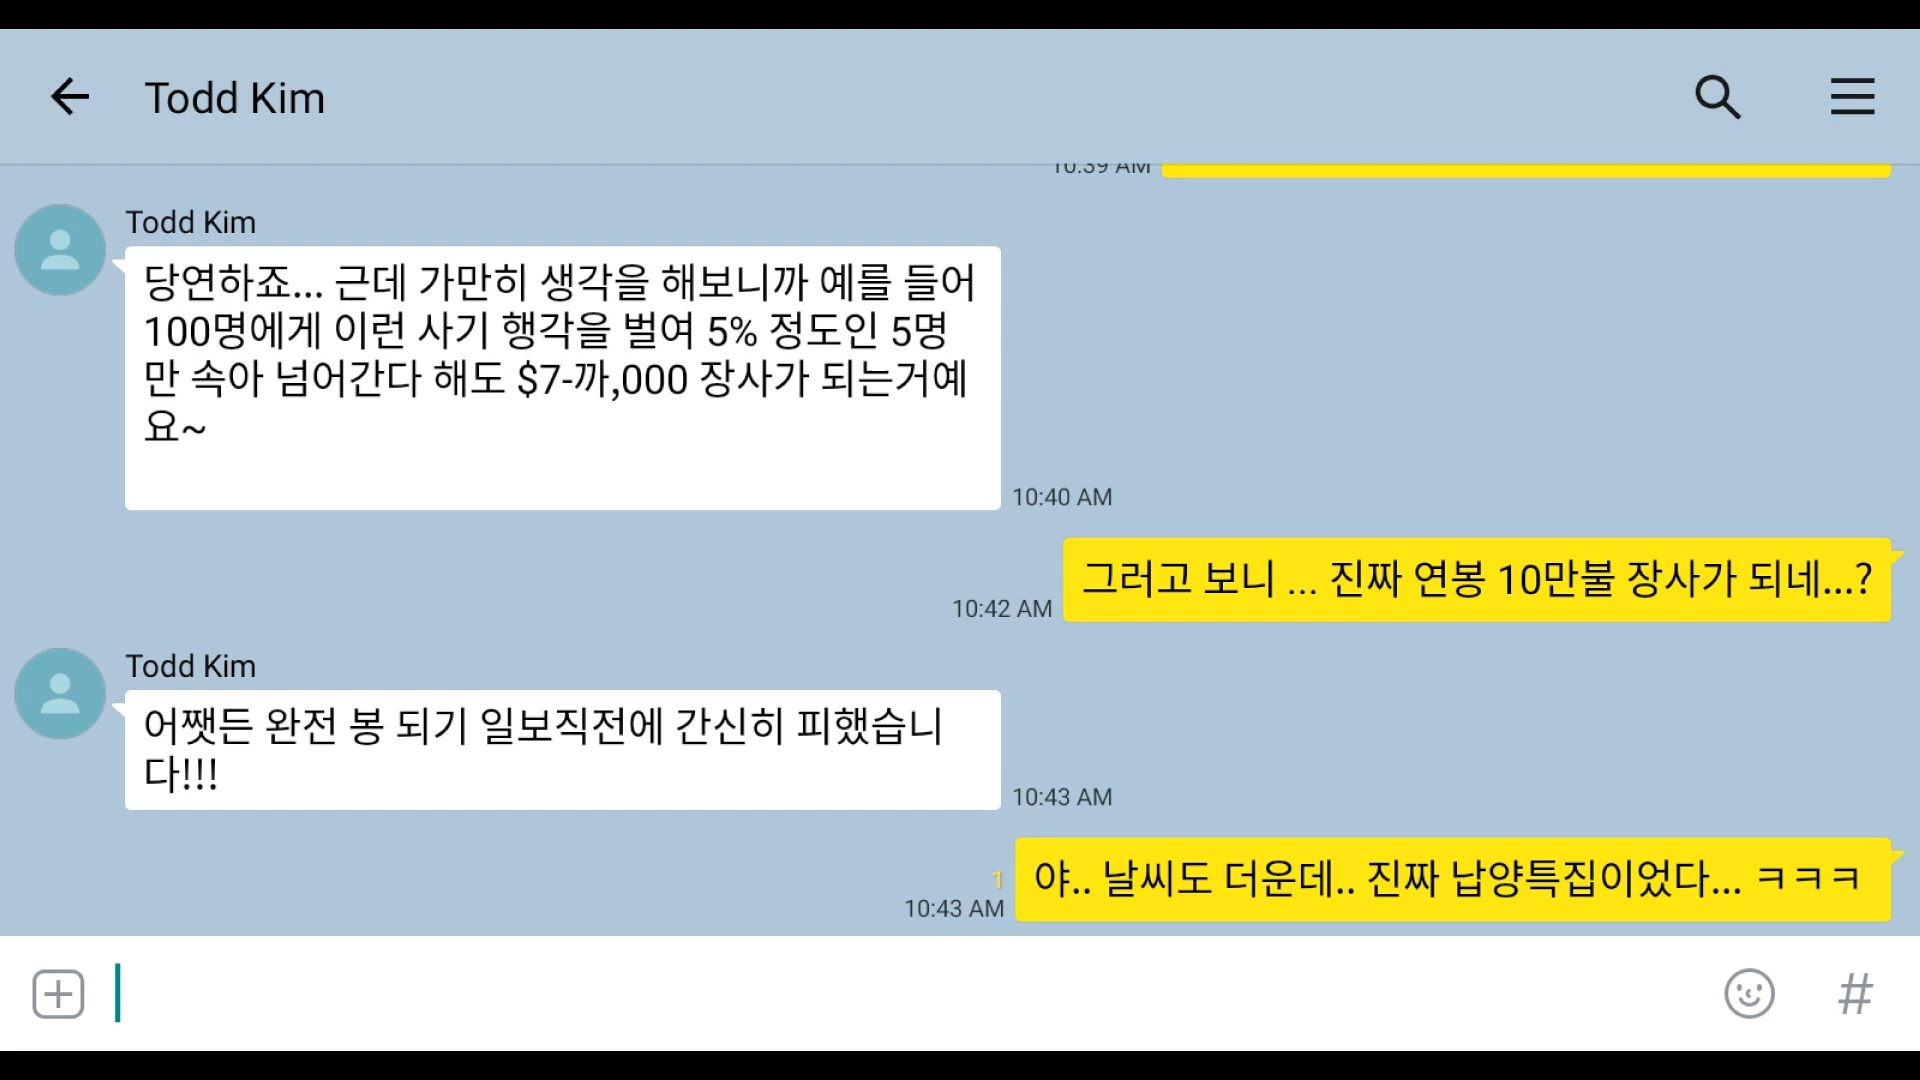 Todd Kim
10:39 AM
Todd Kim
당연하죠... 근데 가만히 생각을 해보니까 예를 들어
100명에게 이런 사기 행각을 벌여 5% 정도인 5명
만 속아 넘어간다 해도 $7-까,000 장사가 되는거예
요~
10:40 AM
그러고 보니 ... 진짜 연봉 10만불 장사가 되네...?
10:42 AM
Todd Kim
어쨋든 완전 봉 되기 일보직전에 간신히 피했습니
다!!!
10:43 AM
야.. 날씨도 더운데.. 진짜 납양특집이었다... ㅋㅋㅋ
1
10:43 AM
#